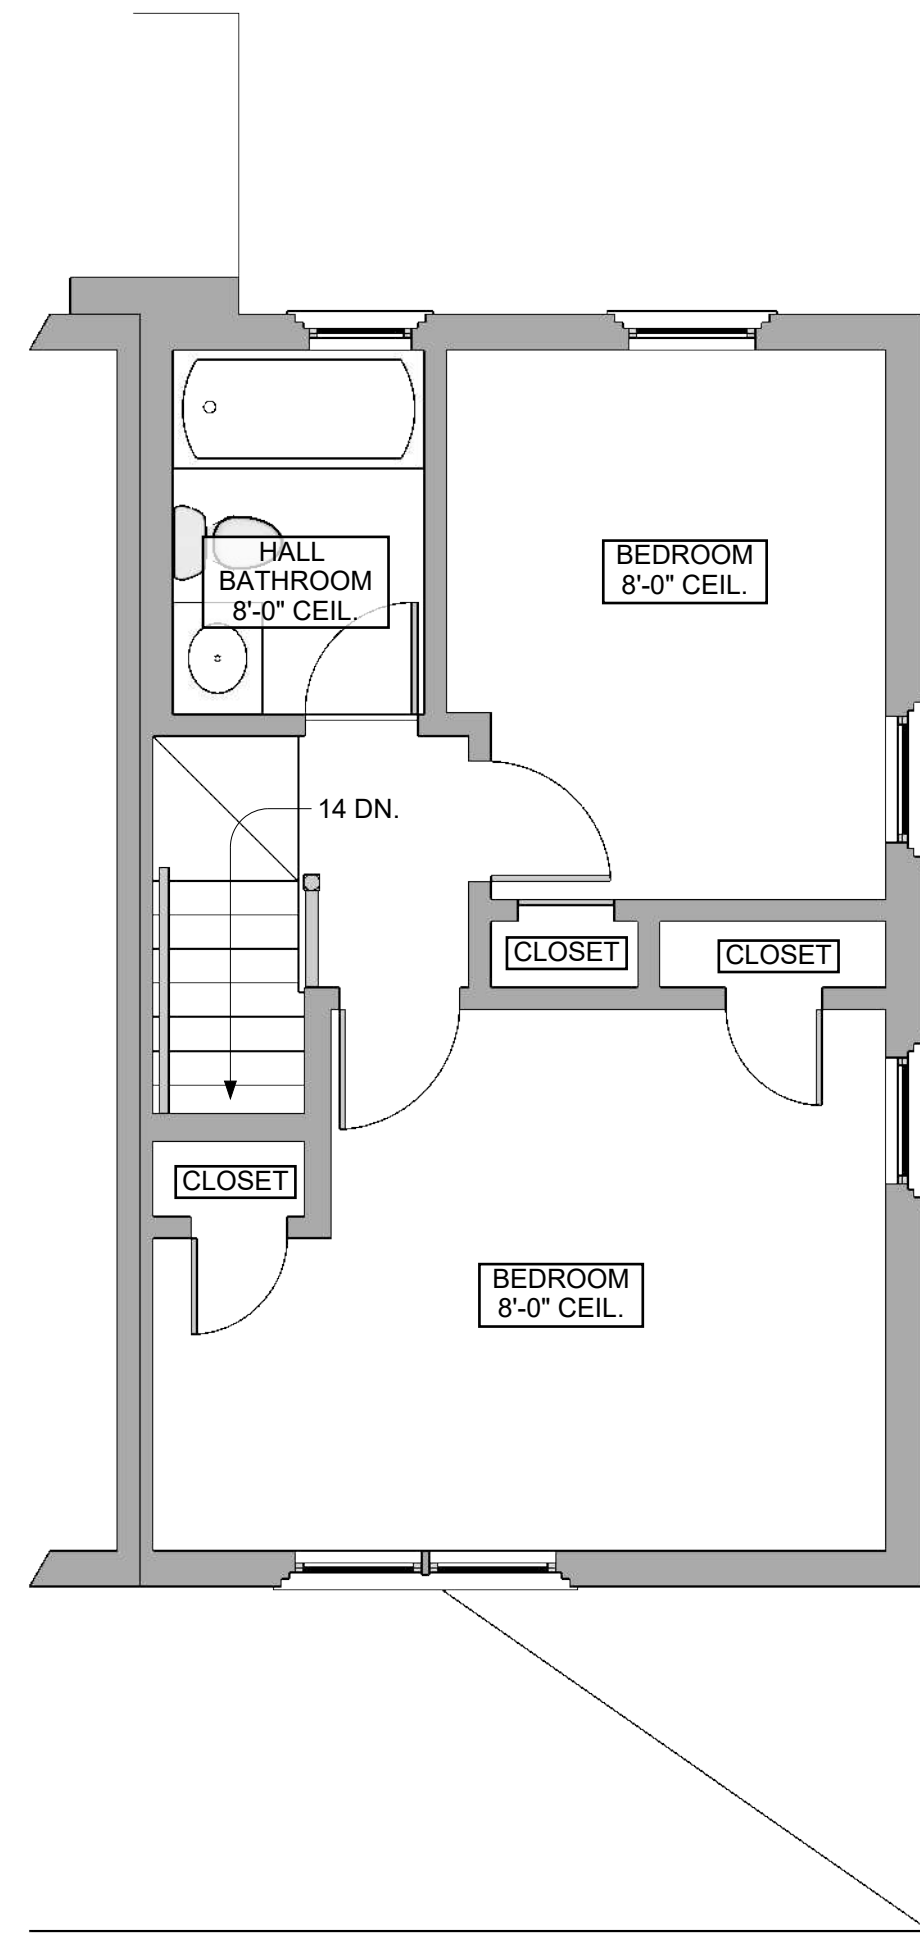 HALL
BATHROOM
8'-0" CEIL.
BEDROOM
8'-0" CEIL.
14 DN.
CLOSET
CLOSET
CLOSET
BEDROOM
8'-0" CEIL.